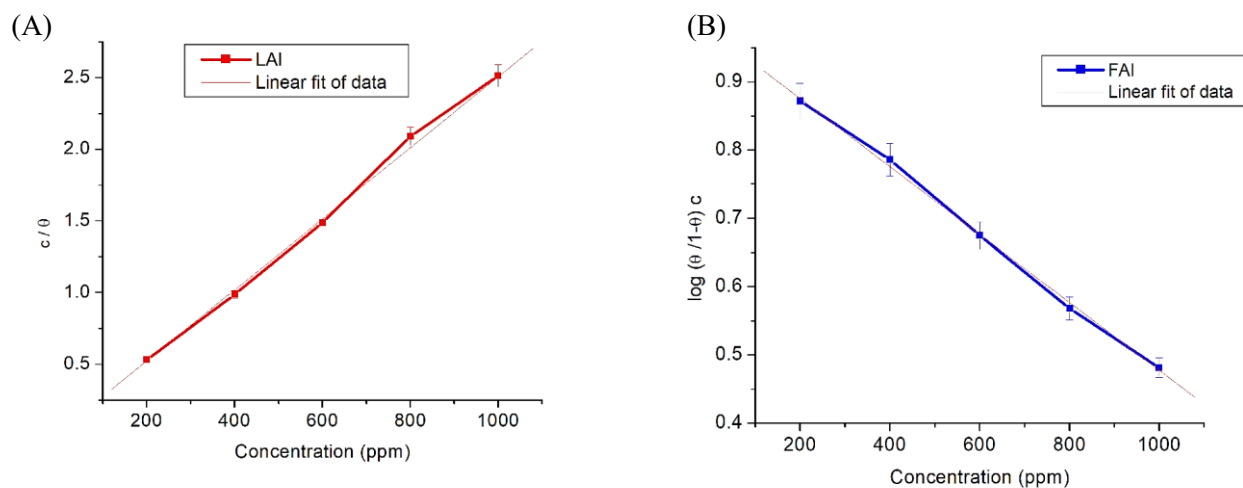 (A)
LAI
Linear fit of data
c / θ
2.5
2.0
1.5
1.0
0.5
200 400 600 800 1000
Concentration (ppm)
(B)
FAI
Linear fit of data
log (θ /1-θ) c
0.9
0.8
0.7
0.6
0.5
0.4
200 400 600 800 1000
Concentration (ppm)